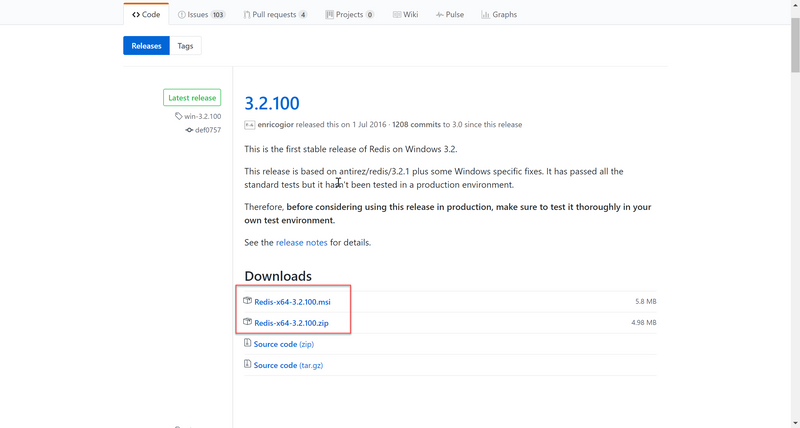 Code Issues 103 Pull requests 4 Projects 0 Wiki Pulse Graphs
Releases Tags
Latest release
win-3.2.100
def0757
3.2.100
enricogior released this on 1 Jul 2016 · 1208 commits to 3.0 since this release
This is the first stable release of Redis on Windows 3.2.
This release is based on antirez/redis/3.2.1 plus some Windows specific fixes. It has passed all the
standard tests but it hasn't been tested in a production environment.
Therefore, before considering using this release in production, make sure to test it thoroughly in your
own test environment.
See the release notes for details.
Downloads
Redis-x64-3.2.100.msi 5.8 MB
Redis-x64-3.2.100.zip 4.98 MB
Source code (zip)
Source code (tar.gz)